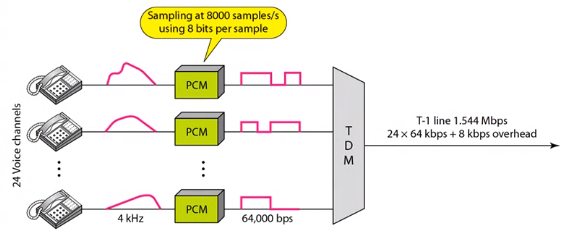 Sampling at 8000 samples/s
using 8 bits per sample
24 Voice channels
PCM
PCM
PCM
4 kHz
64,000 bps
T
D
M
T-1 line 1.544 Mbps
24 × 64 kbps + 8 kbps overhead